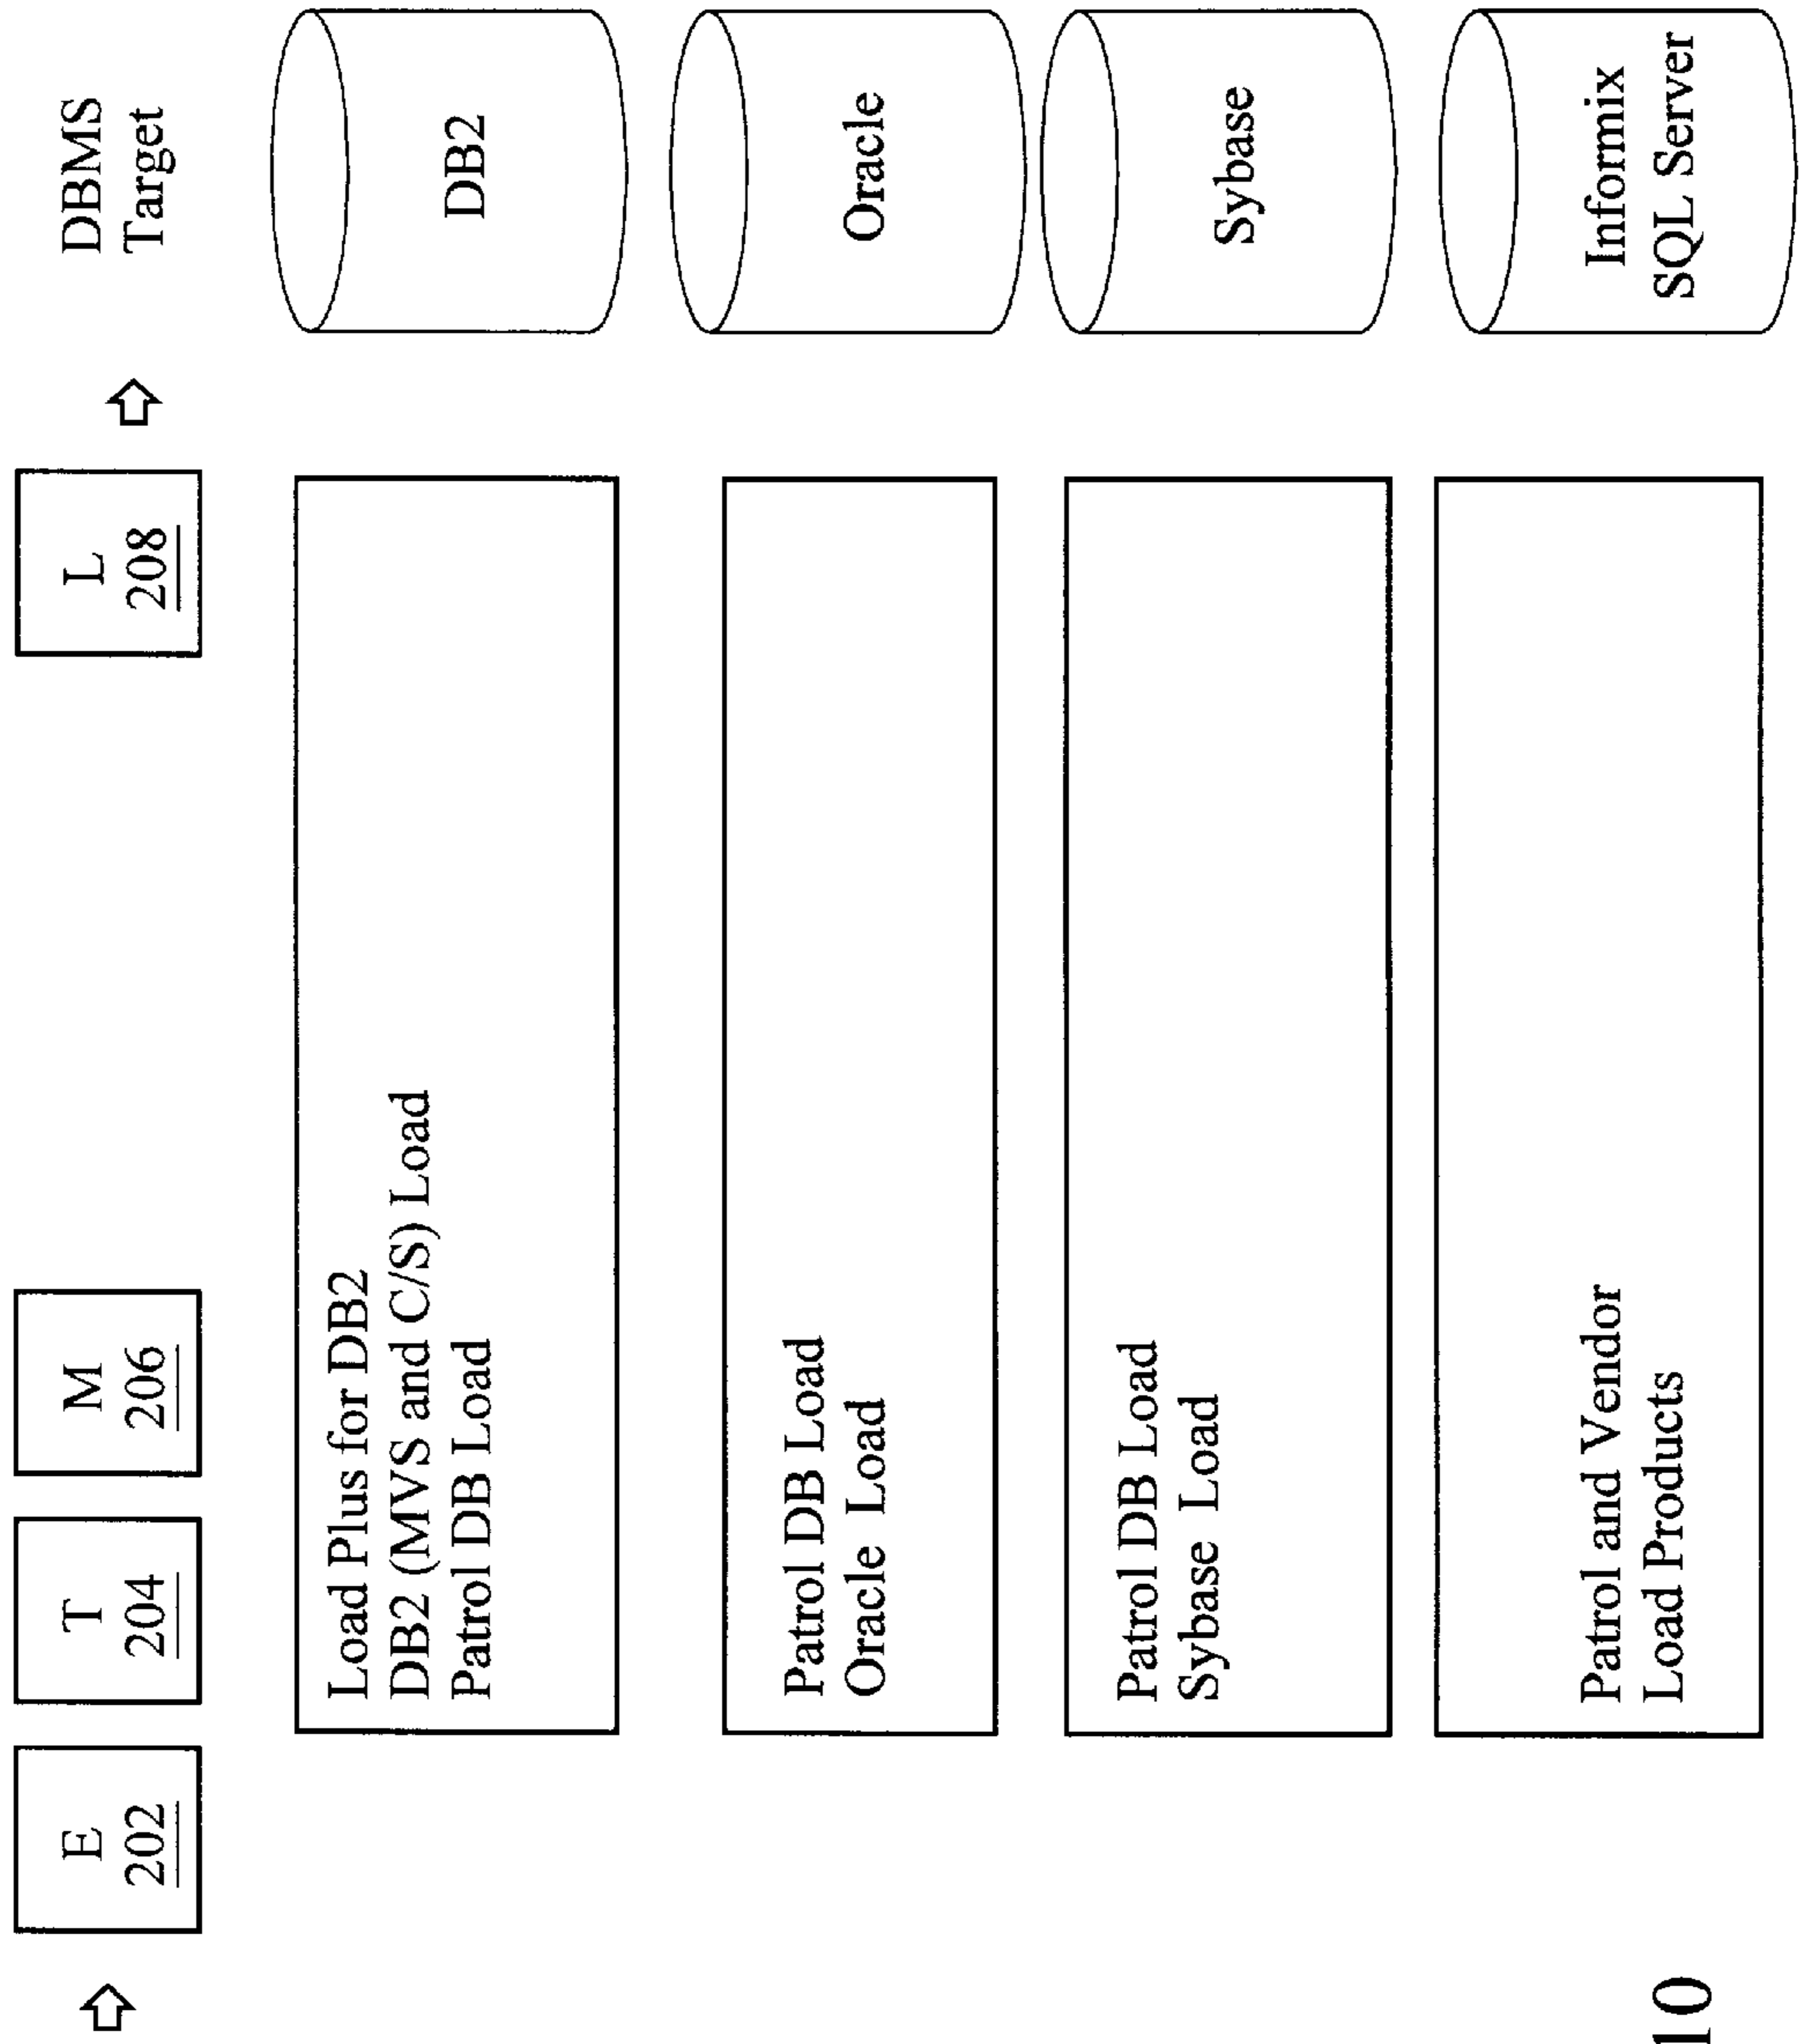 E
202
T
204
M
206
L
208
DBMS
Target
Load Plus for DB2
DB2 (MVS and C/S) Load
Patrol DB Load
DB2
Patrol DB Load
Oracle Load
Oracle
Patrol DB Load
Sybase Load
Sybase
Patrol and Vendor
Load Products
Informix
SQL Server
10